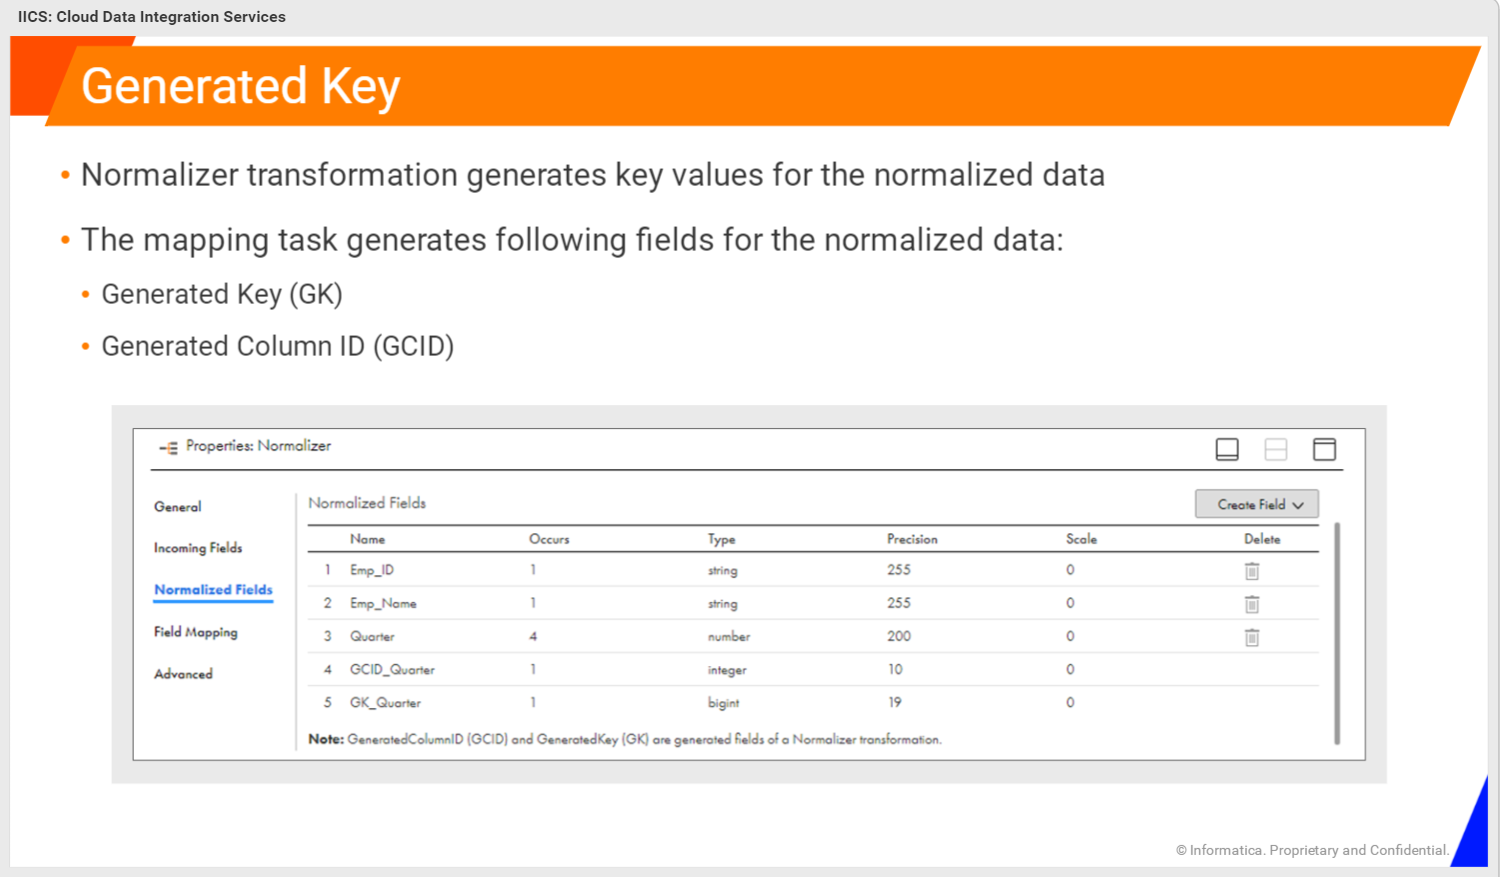 IICS: Cloud Data Integration Services
Generated Key
• Normalizer transformation generates key values for the normalized data
• The mapping task generates following fields for the normalized data:
• Generated Key (GK)
• Generated Column ID (GCID)
Properties: Normalizer
General
Incoming Fields
Normalized Fields
Field Mapping
Advanced
Normalized Fields Create Field
Name Occurs Type Precision Scale Delete
1 Emp_ID 1 string 255 0
2 Emp_Name 1 string 255 0
3 Quarter 4 number 200 0
4 GCID_Quarter 1 integer 10 0
5 GK_Quarter 1 bigint 19 0
Note: GeneratedColumnID (GCID) and GeneratedKey (GK) are generated fields of a Normalizer transformation.
© Informatica. Proprietary and Confidential.